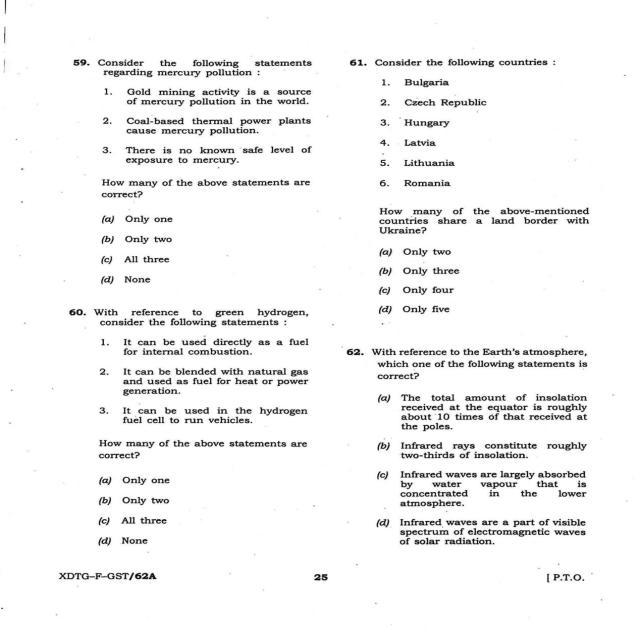 59. Consider the following statements
regarding mercury pollution :
1. Gold mining activity is a source
of mercury pollution in the world.
2. Coal-based thermal power plants
cause mercury pollution.
3. There is no known safe level of
exposure to mercury.
How many of the above statements are
correct?
(a) Only one
(b) Only two
(c) All three
(d) None
60. With reference to green hydrogen,
consider the following statements :
1. It can be used directly as a fuel
for internal combustion.
2. It can be blended with natural gas
and used as fuel for heat or power
generation.
3. It can be used in the hydrogen
fuel cell to run vehicles.
How many of the above statements are
correct?
(a) Only one
(b) Only two
(c) All three
(d) None
61. Consider the following countries :
1. Bulgaria
2. Czech Republic
3. Hungary
4. Latvia
5. Lithuania
6. Romania
How many of the above-mentioned
countries share a land border with
Ukraine?
(a) Only two
(b) Only three
(c) Only four
(d) Only five
62. With reference to the Earth's atmosphere,
which one of the following statements is
correct?
(a) The total amount of insolation
received at the equator is roughly
about 10 times of that received at
the poles.
(b) Infrared rays constitute roughly
two-thirds of insolation.
(c) Infrared waves are largely absorbed
by water vapour that is
concentrated in the lower
atmosphere.
(d) Infrared waves are a part of visible
spectrum of electromagnetic waves
of solar radiation.
XDTG-F-GST/62A 25 [ P.T.O.